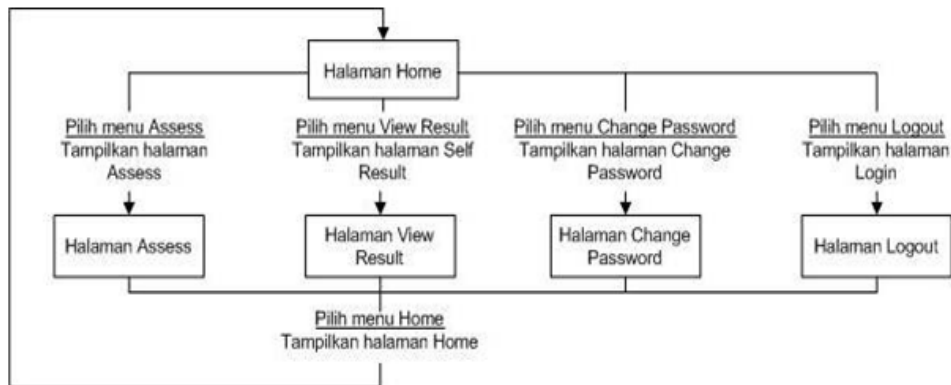 Halaman Home
Pilih menu Assess
Tampilkan halaman
Assess
Pilih menu View Result
Tampilkan halaman Self
Result
Pilih menu Change Password
Tampilkan halaman Change
Password
Pilih menu Logout
Tampilkan halaman
Login
Halaman Assess
Halaman View
Result
Halaman Change
Password
Halaman Logout
Pilih menu Home
Tampilkan halaman Home